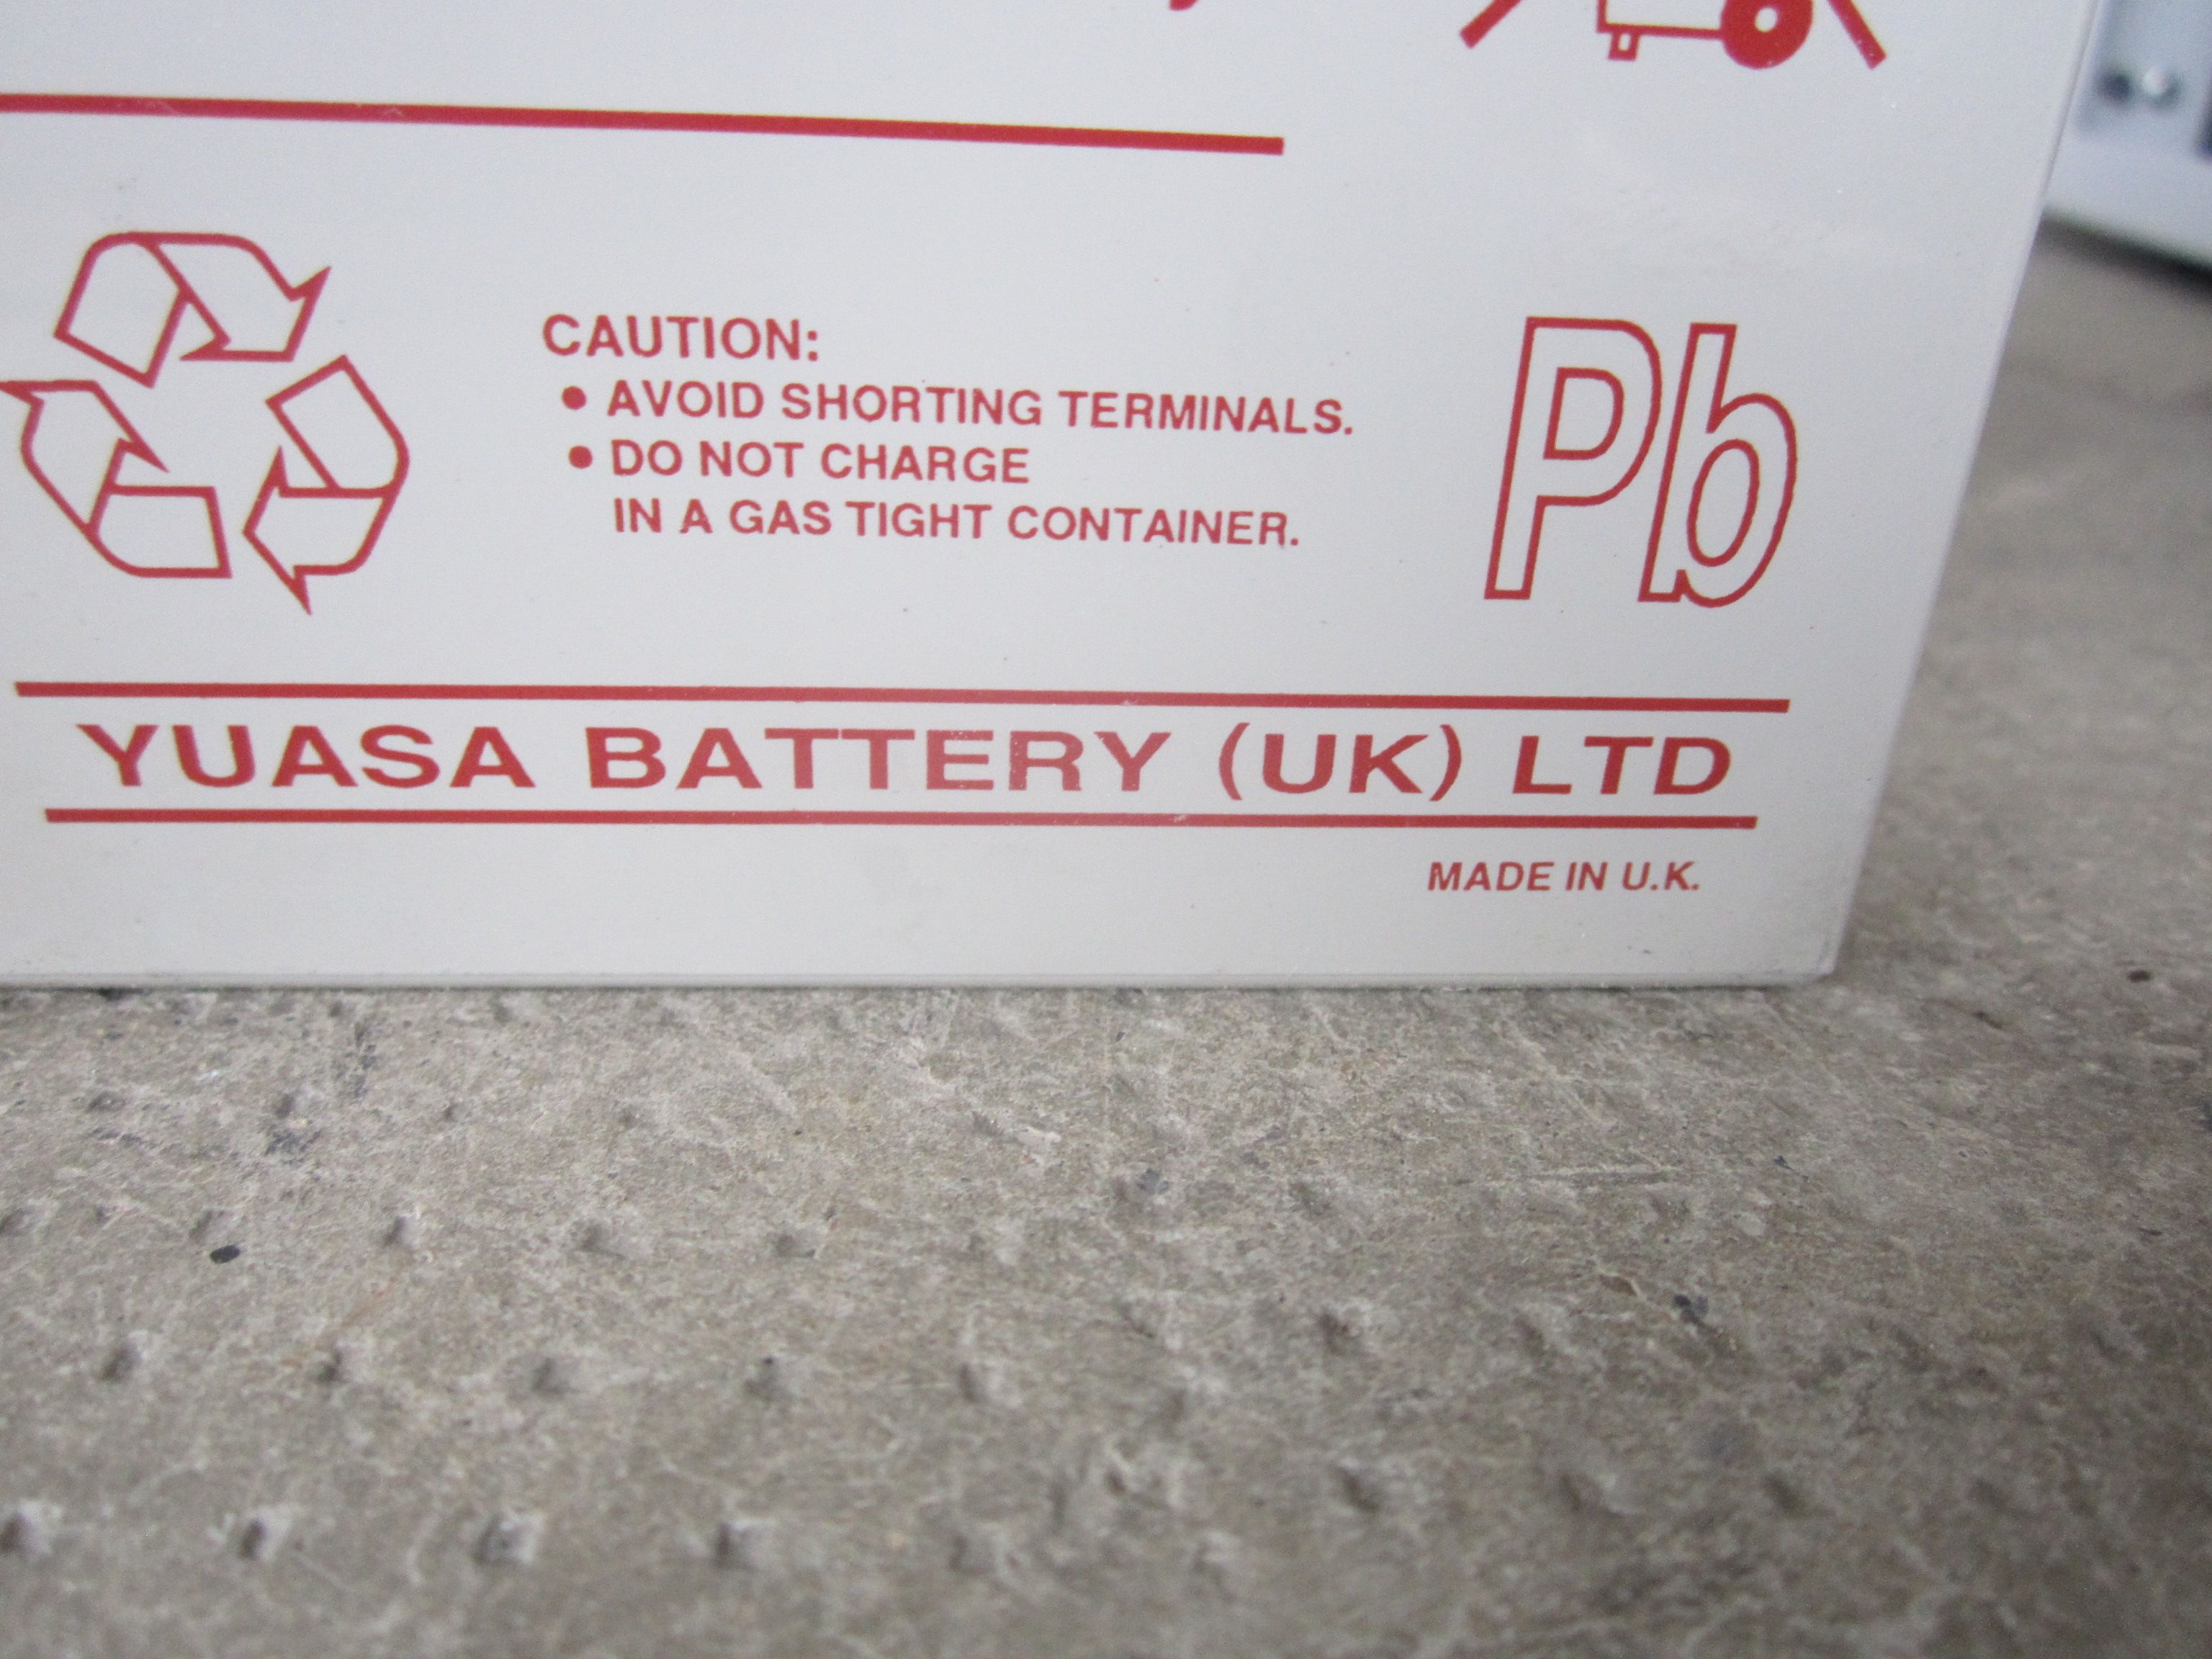 CAUTION:
• AVOID SHORTING TERMINALS.
• DO NOT CHARGE
IN A GAS TIGHT CONTAINER.
Pb
YUASA BATTERY (UK) LTD
MADE IN U.K.